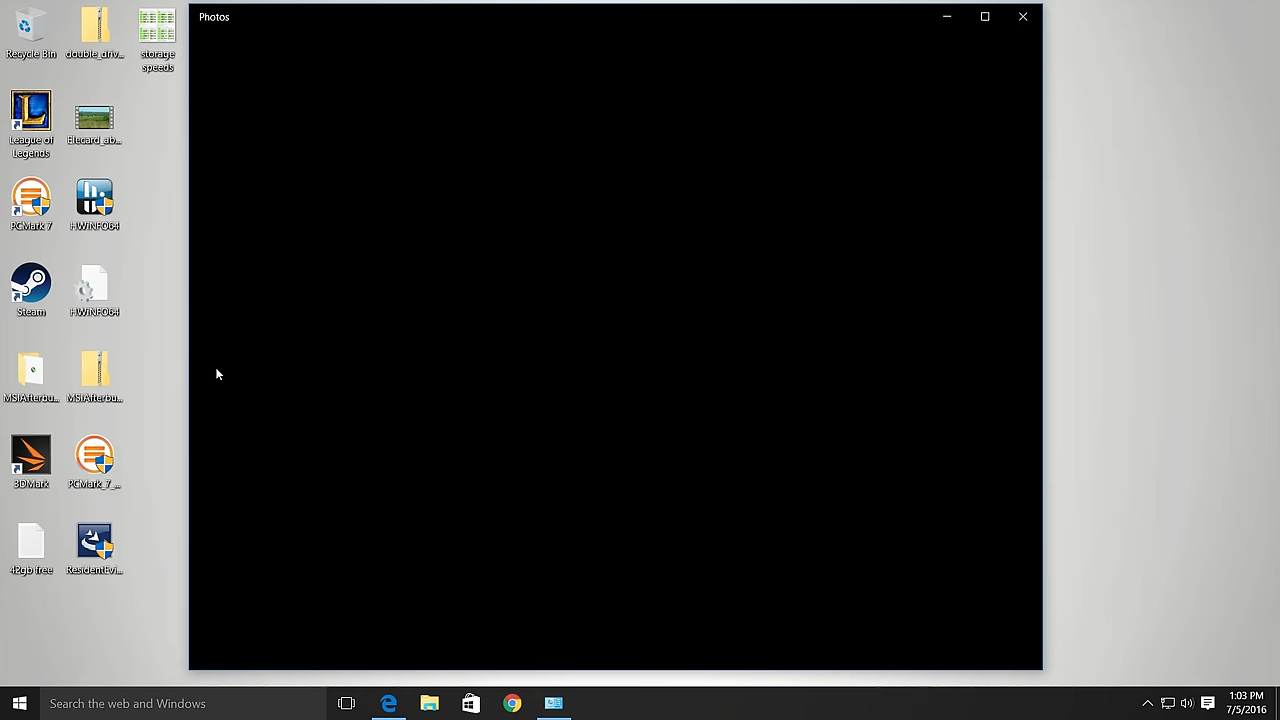 Photos
Recycle Bin
double_driv...
storage
speeds
League of
Legends
Elecard_ab...
PCMark 7
HWiNFO64
Steam
HWiNFO64
MSIAfterbu...
MSIAfterbu...
3DMark
PCMark_7_...
42gb free
ResidentEvi...
Search the web and Windows
1:03 PM
7/5/2016